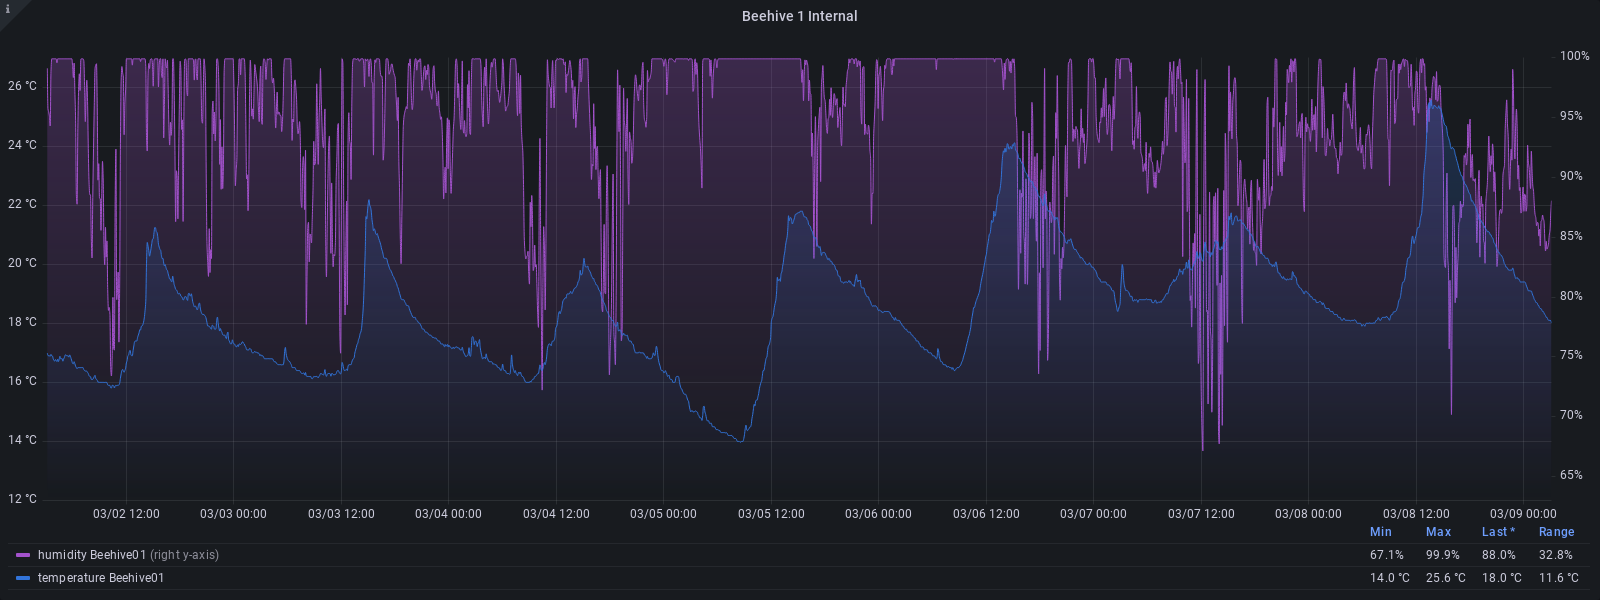 i
Beehive 1 Internal
26 °C
24 °C
22 °C
20 °C
18 °C
16 °C
14 °C
12 °C
100%
95%
90%
85%
80%
75%
70%
65%
03/02 12:00 03/03 00:00 03/03 12:00 03/04 00:00 03/04 12:00 03/05 00:00 03/05 12:00 03/06 00:00 03/06 12:00 03/07 00:00 03/07 12:00 03/08 00:00 03/08 12:00 03/09 00:00
Min Max Last * Range
humidity Beehive01 (right y-axis) 67.1% 99.9% 88.0% 32.8%
temperature Beehive01 14.0 °C 25.6 °C 18.0 °C 11.6 °C